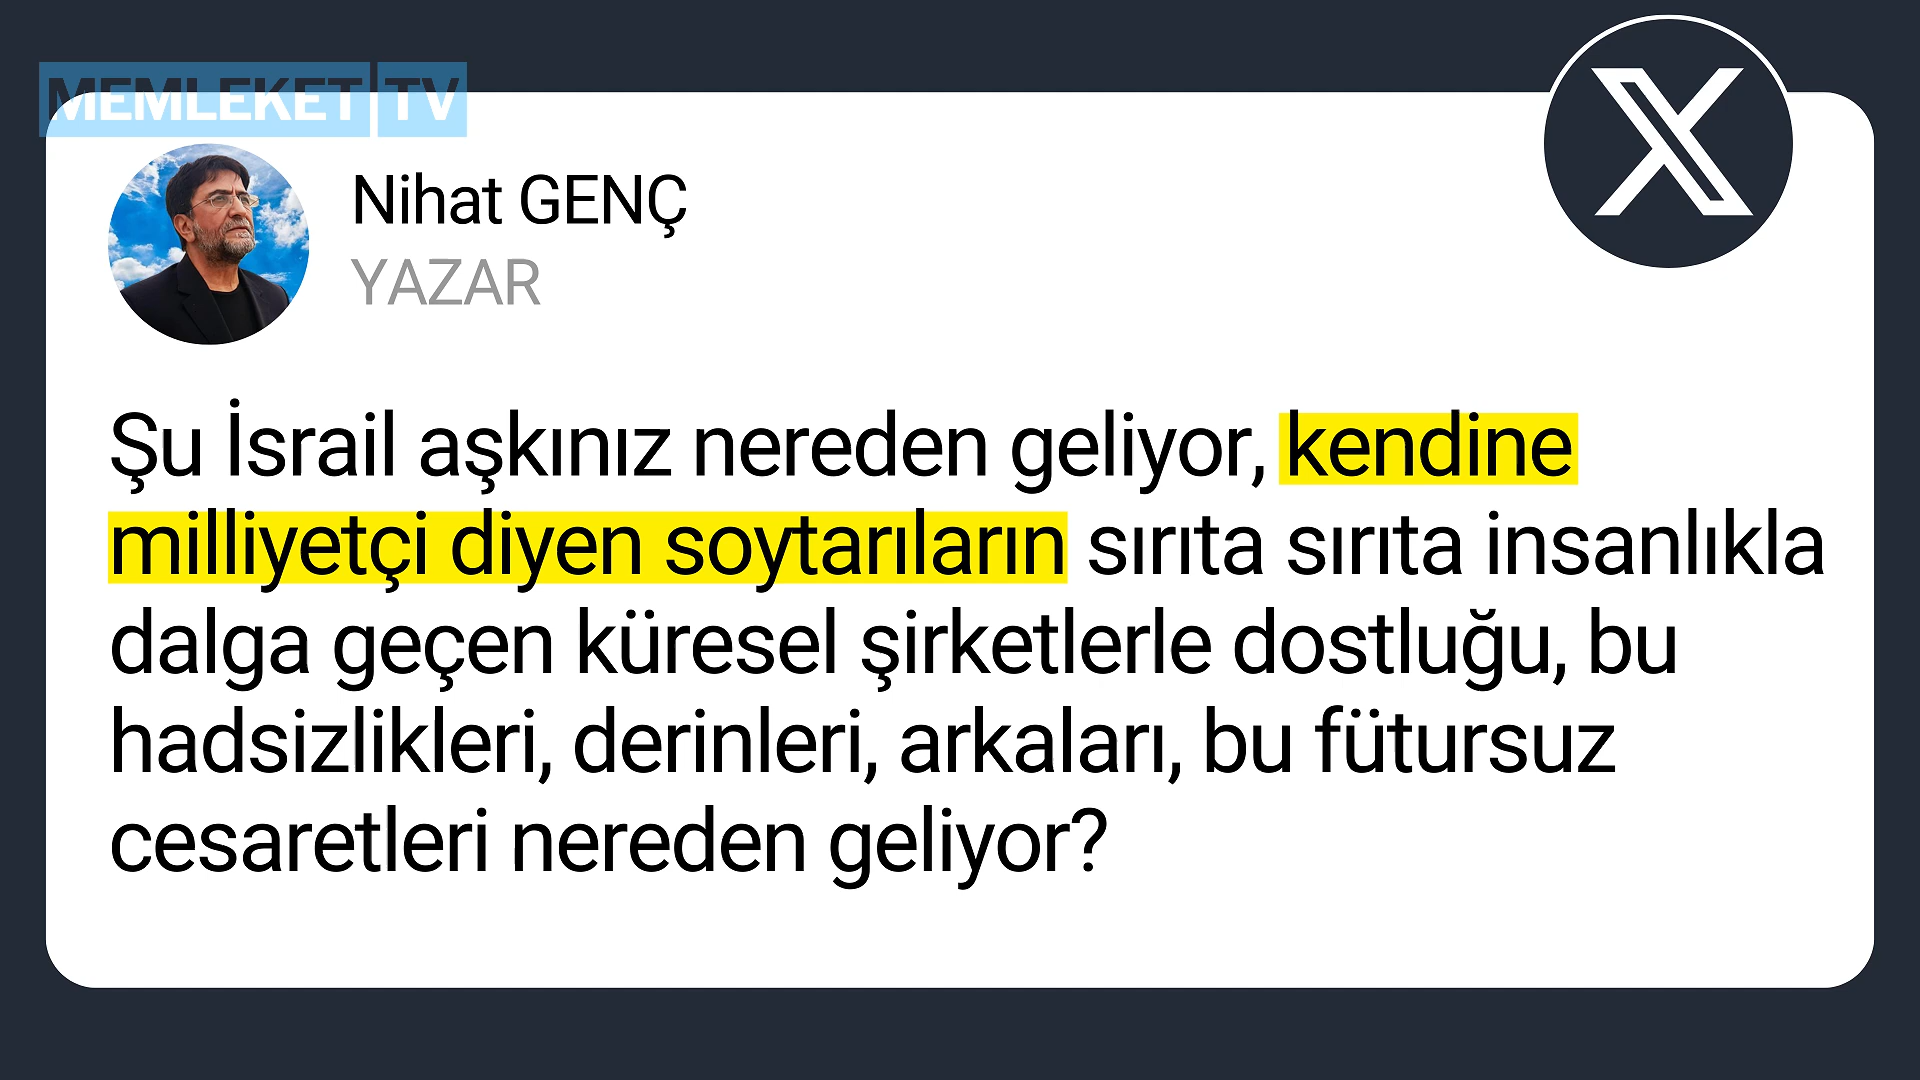 MEMLEKET TV
Nihat GENÇ
YAZAR
Şu İsrail aşkınız nereden geliyor, kendine
milliyetçi diyen soytarıların sırıta sırıta insanlıkla
dalga geçen küresel şirketlerle dostluğu, bu
hadsizlikleri, derinleri, arkaları, bu fütursuz
cesaretleri nereden geliyor?